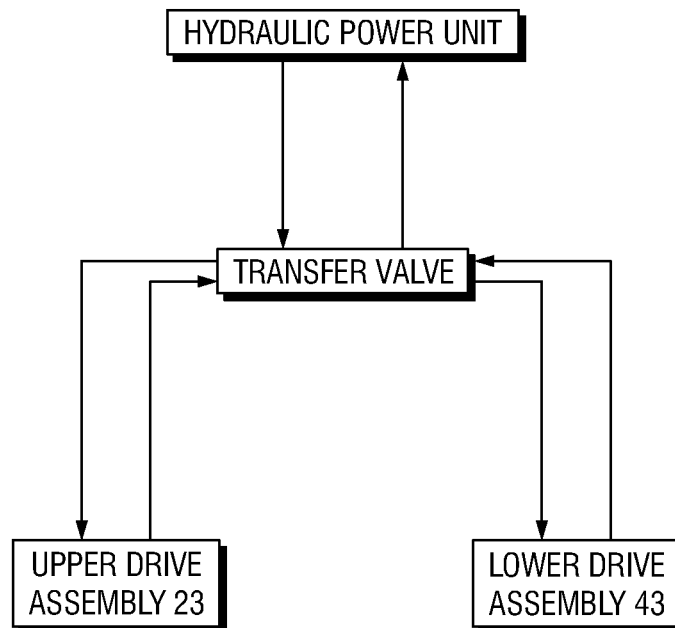 HYDRAULIC POWER UNIT
TRANSFER VALVE
UPPER DRIVE
ASSEMBLY 23
LOWER DRIVE
ASSEMBLY 43